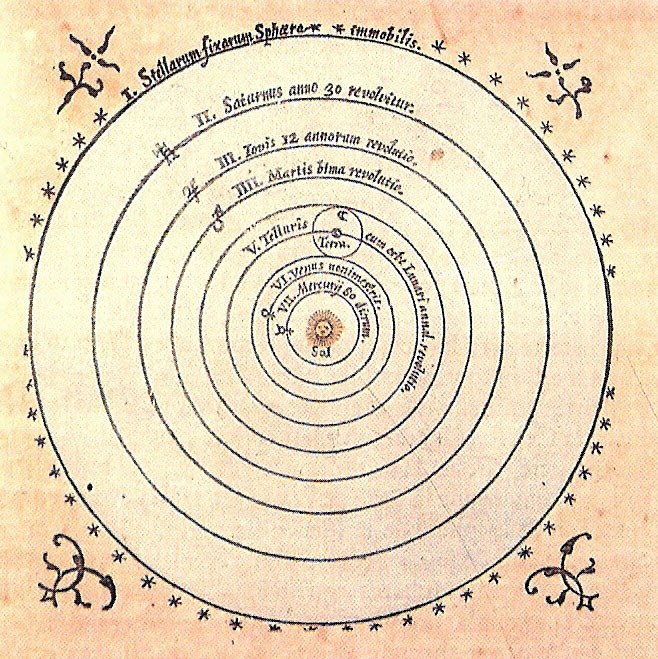 I. Stellarum fixarum Sphæra immobilis.
II. Saturnus anno 30 revolvitur.
III. Iovis 12 annorum revolutio.
IIII. Martis bima revolutio.
V. Telluris
Terra.
cum orbe Lunari annua revolutio.
VI. Venus nonimestris.
VII. Mercurij 80 dierum.
Sol